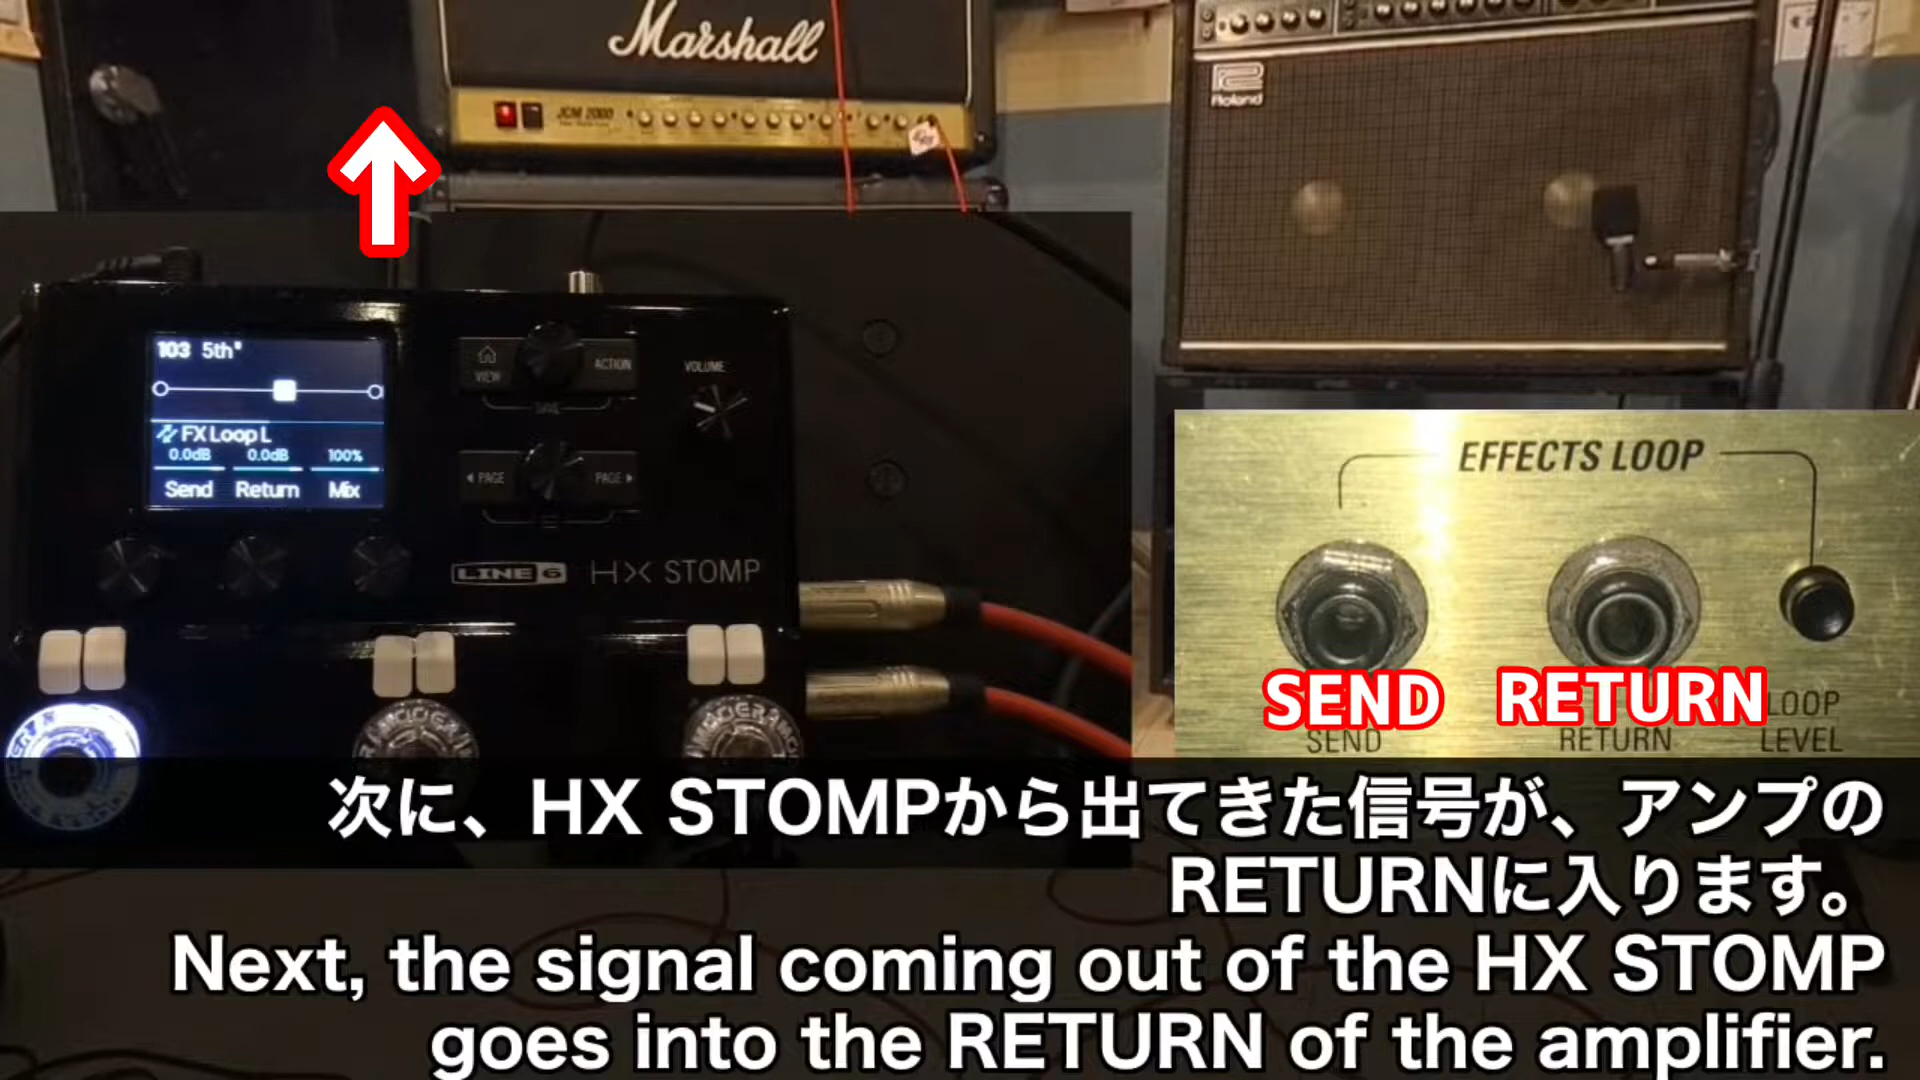 Marshall
JCM 2000
Roland
103 5th"
FX Loop L
0.0dB 0.0dB 100%
Send Return Mix
VIEW
ACTION
SAVE
VOLUME
◀ PAGE
PAGE ▶
LINE 6 HX STOMP
EFFECTS LOOP
SEND RETURN
SEND
RETURN
LOOP
LEVEL
次に、HX STOMPから出てきた信号が、アンプの
RETURNに入ります。
Next, the signal coming out of the HX STOMP
goes into the RETURN of the amplifier.